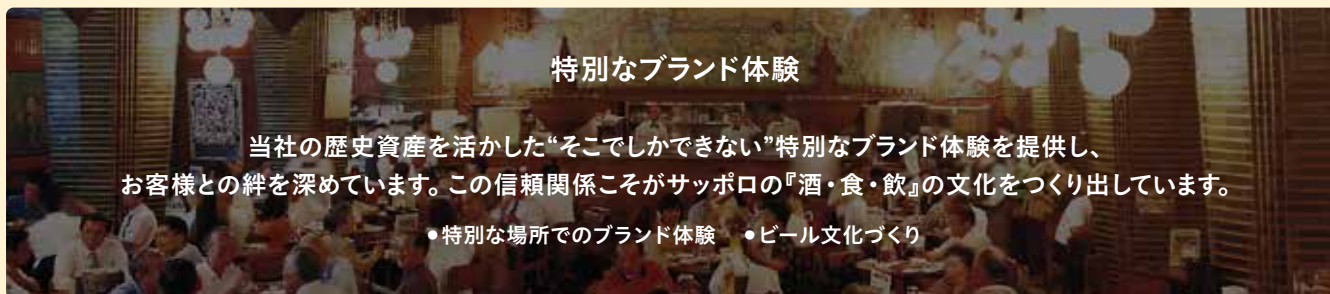 特別なブランド体験
当社の歴史資産を活かした“そこでしかできない”特別なブランド体験を提供し、
お客様との絆を深めています。この信頼関係こそがサッポロの『酒・食・飲』の文化をつくり出しています。
●特別な場所でのブランド体験　●ビール文化づくり